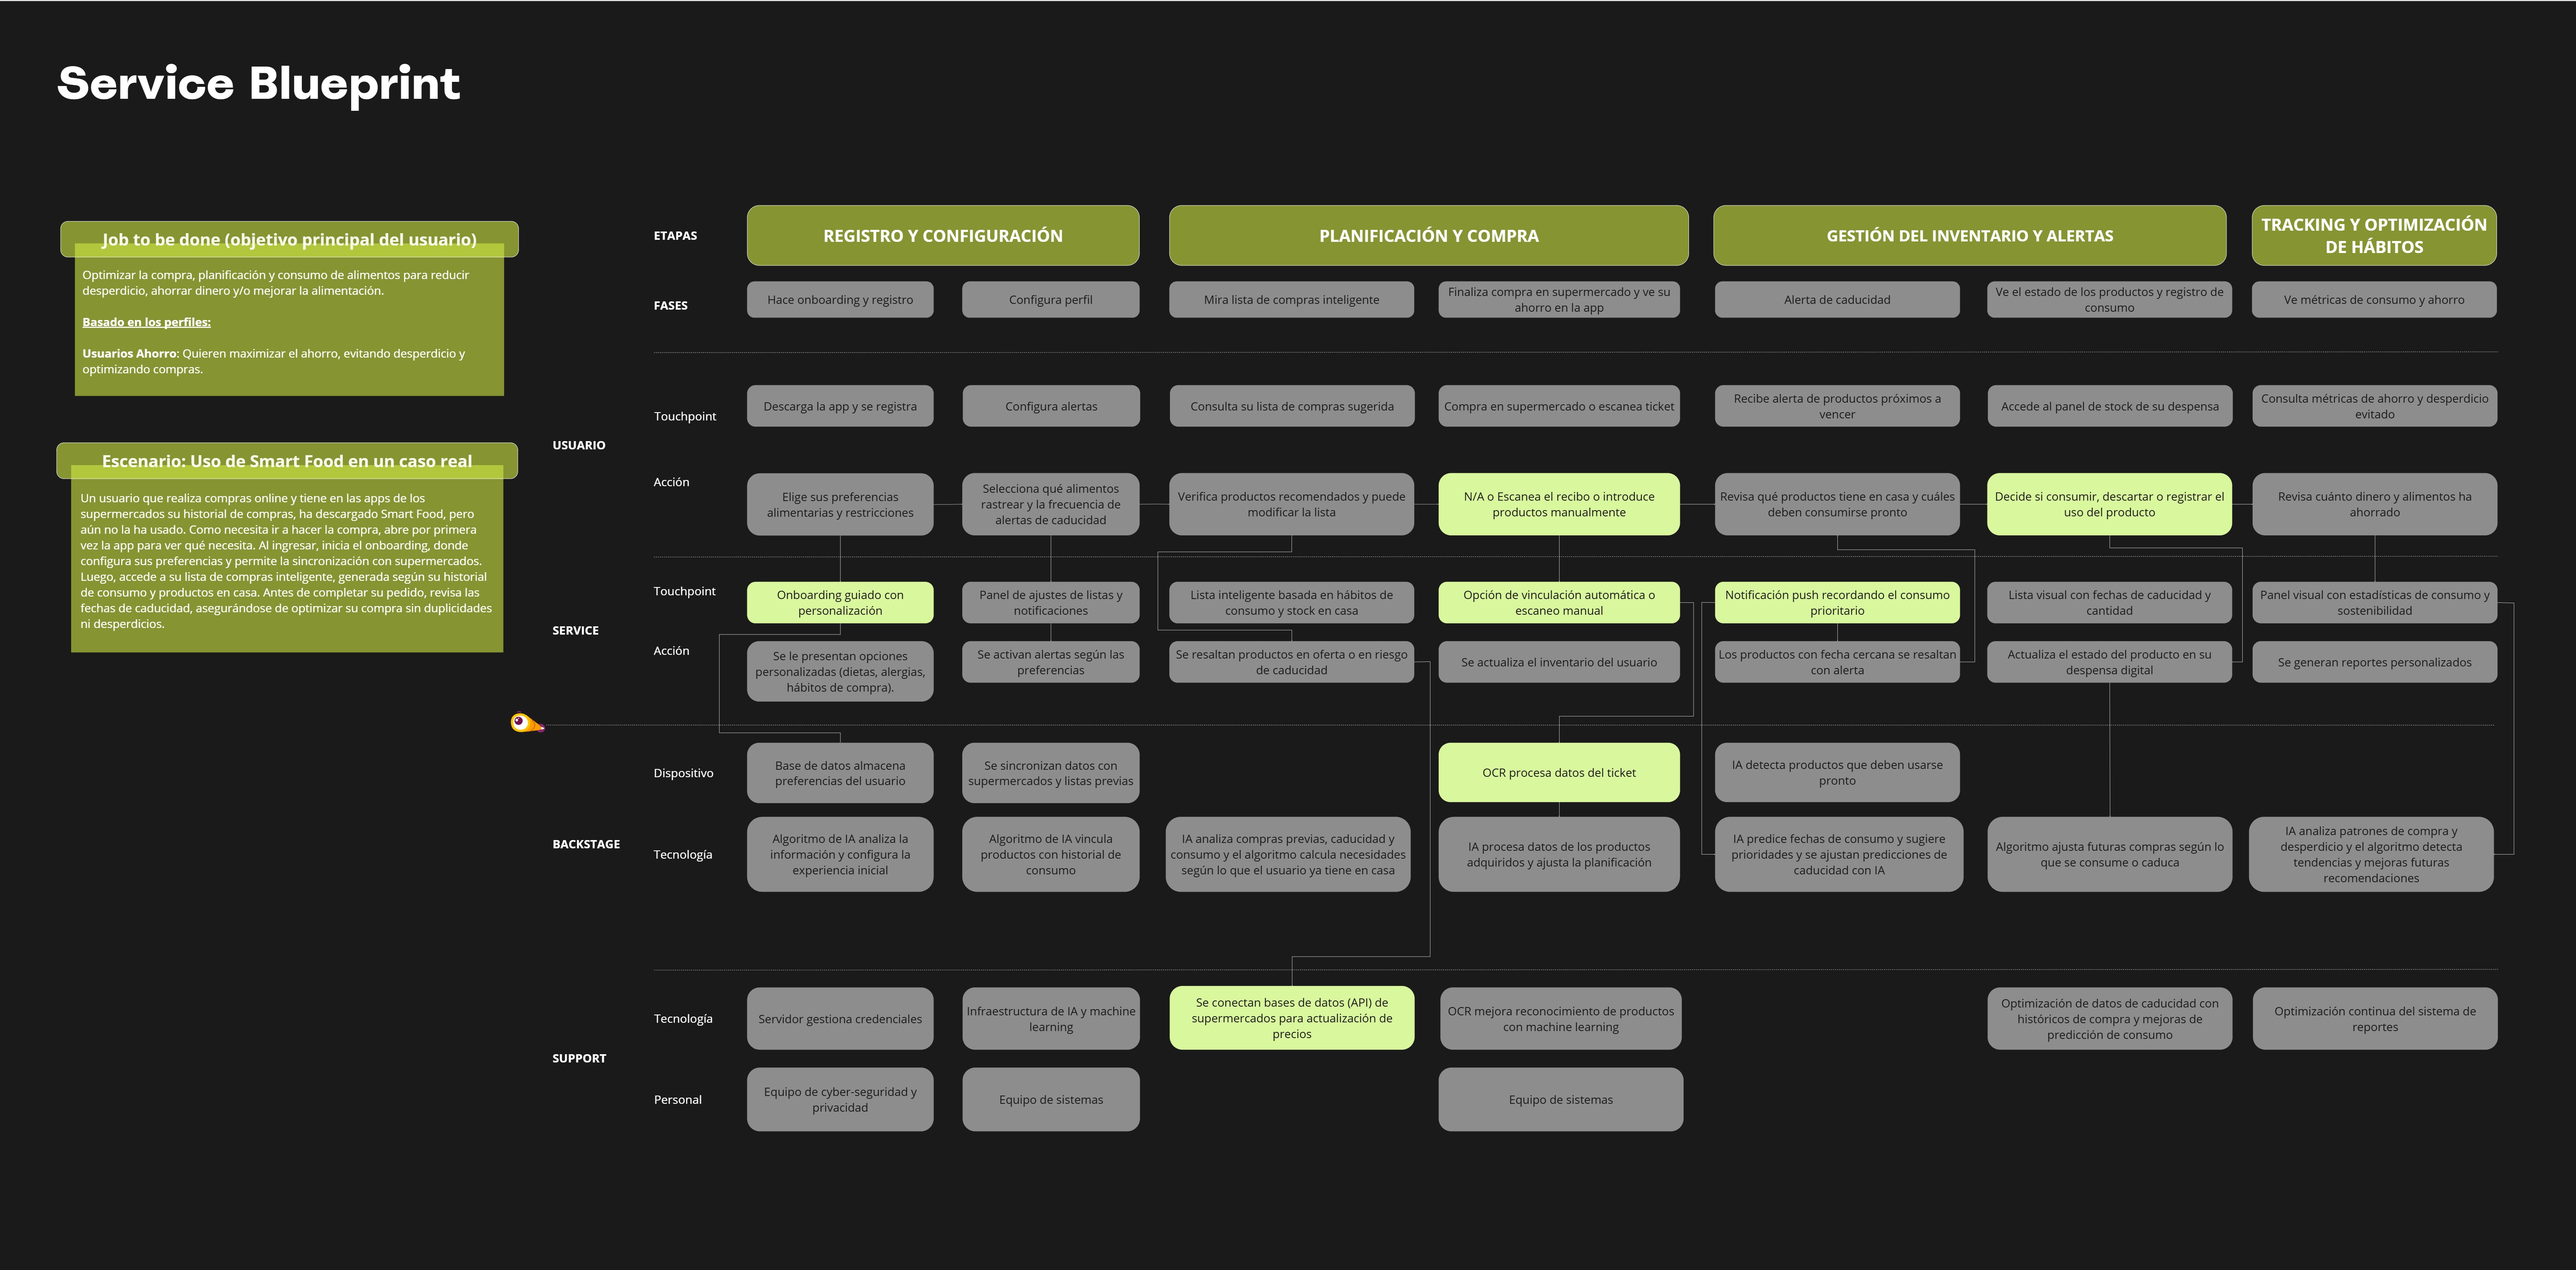 Service Blueprint
Job to be done (objetivo principal del usuario)
Optimizar la compra, planificación y consumo de alimentos para reducir
desperdicio, ahorrar dinero y/o mejorar la alimentación.
Basado en los perfiles:
Usuarios Ahorro: Quieren maximizar el ahorro, evitando desperdicio y
optimizando compras.
Escenario: Uso de Smart Food en un caso real
Un usuario que realiza compras online y tiene en las apps de los
supermercados su historial de compras, ha descargado Smart Food, pero
aún no la ha usado. Como necesita ir a hacer la compra, abre por primera
vez la app para ver qué necesita. Al ingresar, inicia el onboarding, donde
configura sus preferencias y permite la sincronización con supermercados.
Luego, accede a su lista de compras inteligente, generada según su historial
de consumo y productos en casa. Antes de completar su pedido, revisa las
fechas de caducidad, asegurándose de optimizar su compra sin duplicidades
ni desperdicios.
ETAPAS
REGISTRO Y CONFIGURACIÓN
PLANIFICACIÓN Y COMPRA
GESTIÓN DEL INVENTARIO Y ALERTAS
TRACKING Y OPTIMIZACIÓN
DE HÁBITOS
FASES
Hace onboarding y registro
Configura perfil
Mira lista de compras inteligente
Finaliza compra en supermercado y ve su
ahorro en la app
Alerta de caducidad
Ve el estado de los productos y registro de
consumo
Ve métricas de consumo y ahorro
USUARIO
Touchpoint
Descarga la app y se registra
Configura alertas
Consulta su lista de compras sugerida
Compra en supermercado o escanea ticket
Recibe alerta de productos próximos a
vencer
Accede al panel de stock de su despensa
Consulta métricas de ahorro y desperdicio
evitado
Acción
Elige sus preferencias
alimentarias y restricciones
Selecciona qué alimentos
rastrear y la frecuencia de
alertas de caducidad
Verifica productos recomendados y puede
modificar la lista
N/A o Escanea el recibo o introduce
productos manualmente
Revisa qué productos tiene en casa y cuáles
deben consumirse pronto
Decide si consumir, descartar o registrar el
uso del producto
Revisa cuánto dinero y alimentos ha
ahorrado
SERVICE
Touchpoint
Onboarding guiado con
personalización
Panel de ajustes de listas y
notificaciones
Lista inteligente basada en hábitos de
consumo y stock en casa
Opción de vinculación automática o
escaneo manual
Notificación push recordando el consumo
prioritario
Lista visual con fechas de caducidad y
cantidad
Panel visual con estadísticas de consumo y
sostenibilidad
Acción
Se le presentan opciones
personalizadas (dietas, alergias,
hábitos de compra).
Se activan alertas según las
preferencias
Se resaltan productos en oferta o en riesgo
de caducidad
Se actualiza el inventario del usuario
Los productos con fecha cercana se resaltan
con alerta
Actualiza el estado del producto en su
despensa digital
Se generan reportes personalizados
BACKSTAGE
Dispositivo
Base de datos almacena
preferencias del usuario
Se sincronizan datos con
supermercados y listas previas
OCR procesa datos del ticket
IA detecta productos que deben usarse
pronto
Tecnología
Algoritmo de IA analiza la
información y configura la
experiencia inicial
Algoritmo de IA vincula
productos con historial de
consumo
IA analiza compras previas, caducidad y
consumo y el algoritmo calcula necesidades
según lo que el usuario ya tiene en casa
IA procesa datos de los productos
adquiridos y ajusta la planificación
IA predice fechas de consumo y sugiere
prioridades y se ajustan predicciones de
caducidad con IA
Algoritmo ajusta futuras compras según lo
que se consume o caduca
IA analiza patrones de compra y
desperdicio y el algoritmo detecta
tendencias y mejoras futuras
recomendaciones
SUPPORT
Tecnología
Servidor gestiona credenciales
Infraestructura de IA y machine
learning
Se conectan bases de datos (API) de
supermercados para actualización de
precios
OCR mejora reconocimiento de productos
con machine learning
Optimización de datos de caducidad con
históricos de compra y mejoras de
predicción de consumo
Optimización continua del sistema de
reportes
Personal
Equipo de cyber-seguridad y
privacidad
Equipo de sistemas
Equipo de sistemas